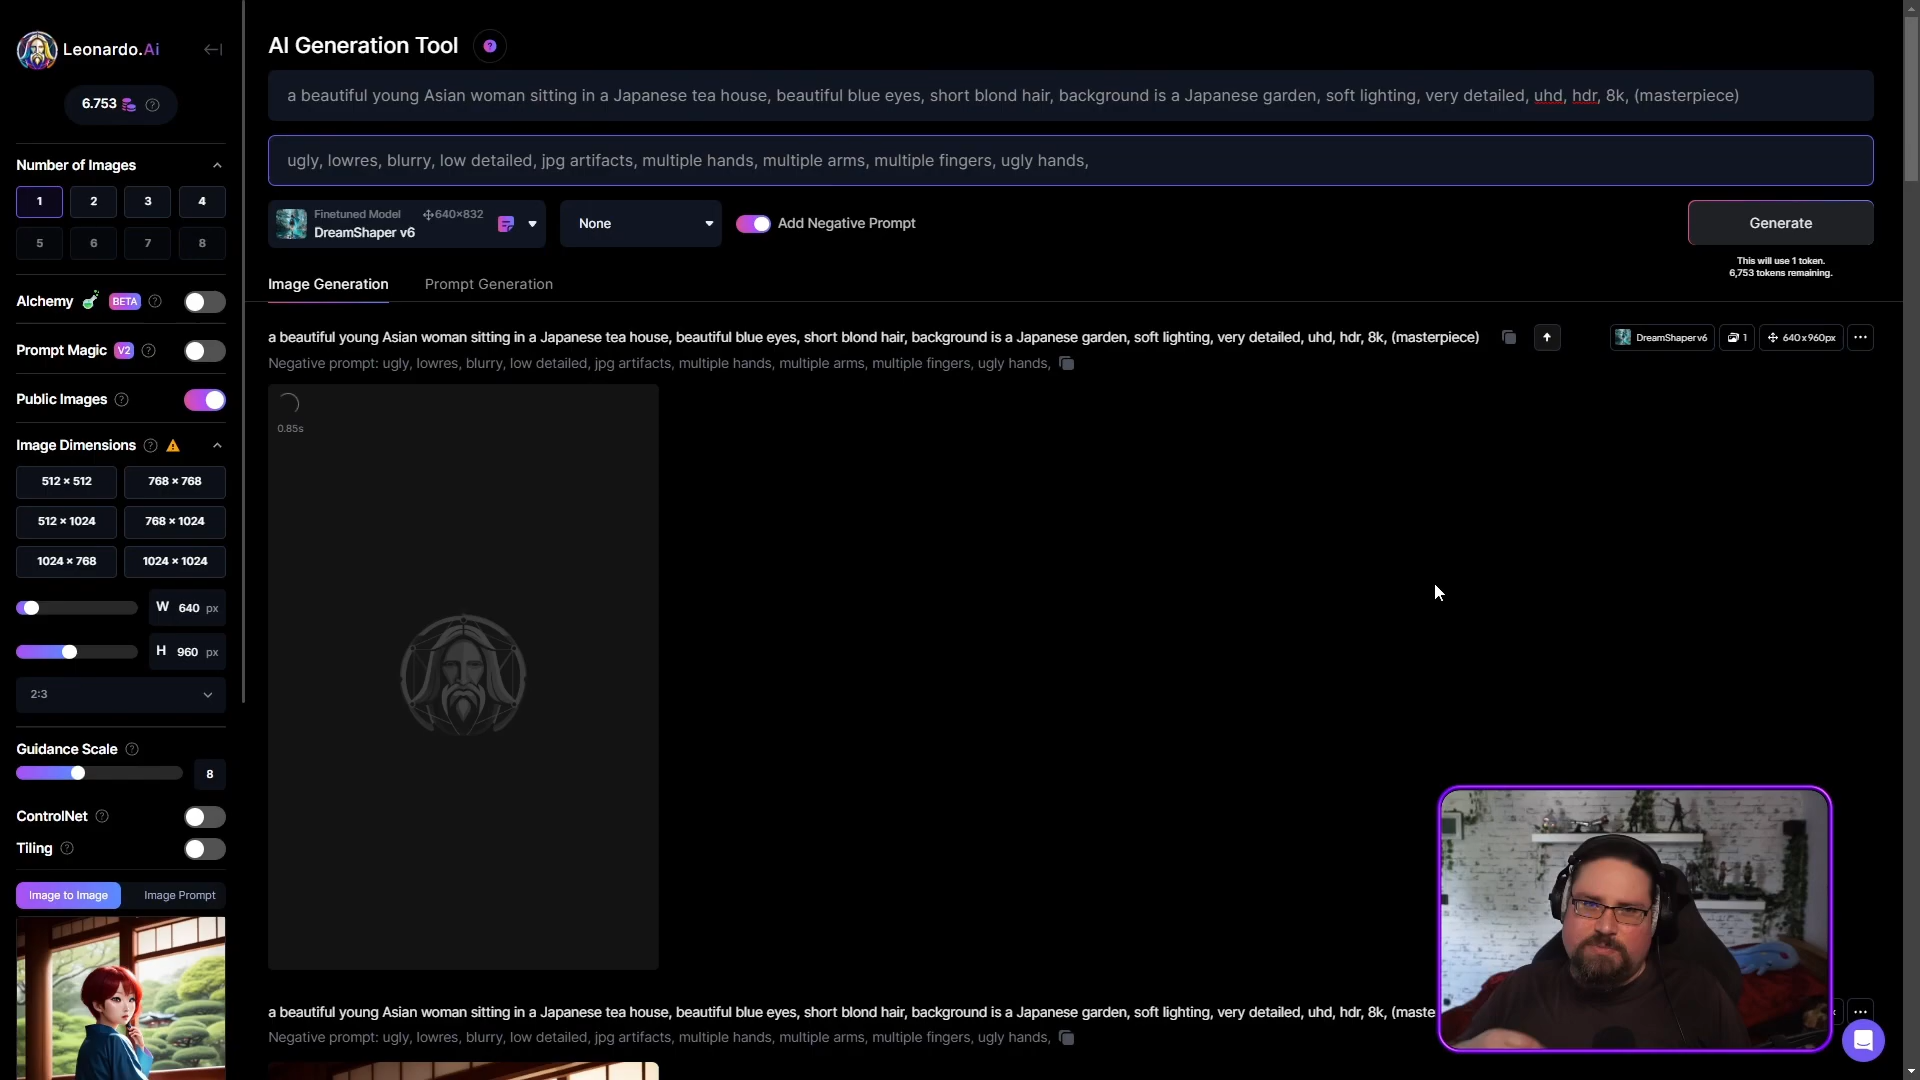 Leonardo.Ai
6.753
Number of Images
1 2 3 4
5 6 7 8
Alchemy BETA
Prompt Magic V2
Public Images
Image Dimensions
512 × 512 768 × 768
512 × 1024 768 × 1024
1024 × 768 1024 × 1024
W 640 px
H 960 px
2:3
Guidance Scale
8
ControlNet
Tiling
Image to Image Image Prompt
AI Generation Tool
a beautiful young Asian woman sitting in a Japanese tea house, beautiful blue eyes, short blond hair, background is a Japanese garden, soft lighting, very detailed, uhd, hdr, 8k, (masterpiece)
ugly, lowres, blurry, low detailed, jpg artifacts, multiple hands, multiple arms, multiple fingers, ugly hands,
Finetuned Model 640×832
DreamShaper v6
None
Add Negative Prompt
Generate
This will use 1 token.
6,753 tokens remaining.
Image Generation Prompt Generation
a beautiful young Asian woman sitting in a Japanese tea house, beautiful blue eyes, short blond hair, background is a Japanese garden, soft lighting, very detailed, uhd, hdr, 8k, (masterpiece)
DreamShaper v6 1 640 x 960px
Negative prompt: ugly, lowres, blurry, low detailed, jpg artifacts, multiple hands, multiple arms, multiple fingers, ugly hands,
0.85s
a beautiful young Asian woman sitting in a Japanese tea house, beautiful blue eyes, short blond hair, background is a Japanese garden, soft lighting, very detailed, uhd, hdr, 8k, (maste
Negative prompt: ugly, lowres, blurry, low detailed, jpg artifacts, multiple hands, multiple arms, multiple fingers, ugly hands,